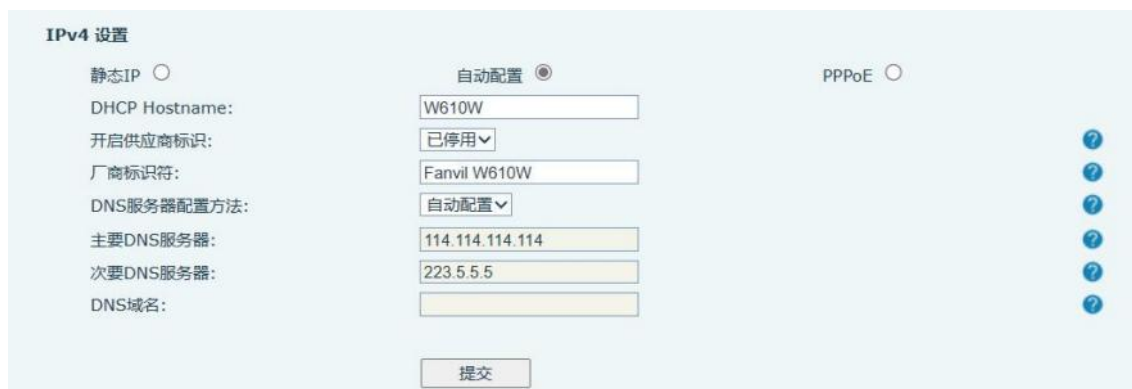 IPv4 设置
静态IP 自动配置 PPPoE
DHCP Hostname: W610W
开启供应商标识: 已停用
厂商标识符: Fanvil W610W
DNS服务器配置方法: 自动配置
主要DNS服务器: 114.114.114.114
次要DNS服务器: 223.5.5.5
DNS域名:
提交